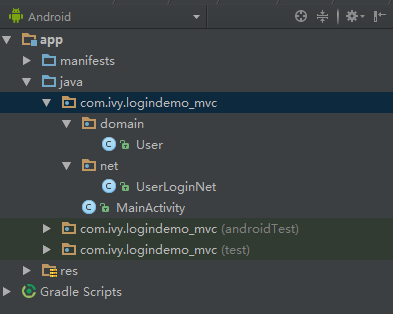 Android
app
manifests
java
com.ivy.logindemo_mvc
domain
C User
net
C UserLoginNet
C MainActivity
com.ivy.logindemo_mvc (androidTest)
com.ivy.logindemo_mvc (test)
res
Gradle Scripts